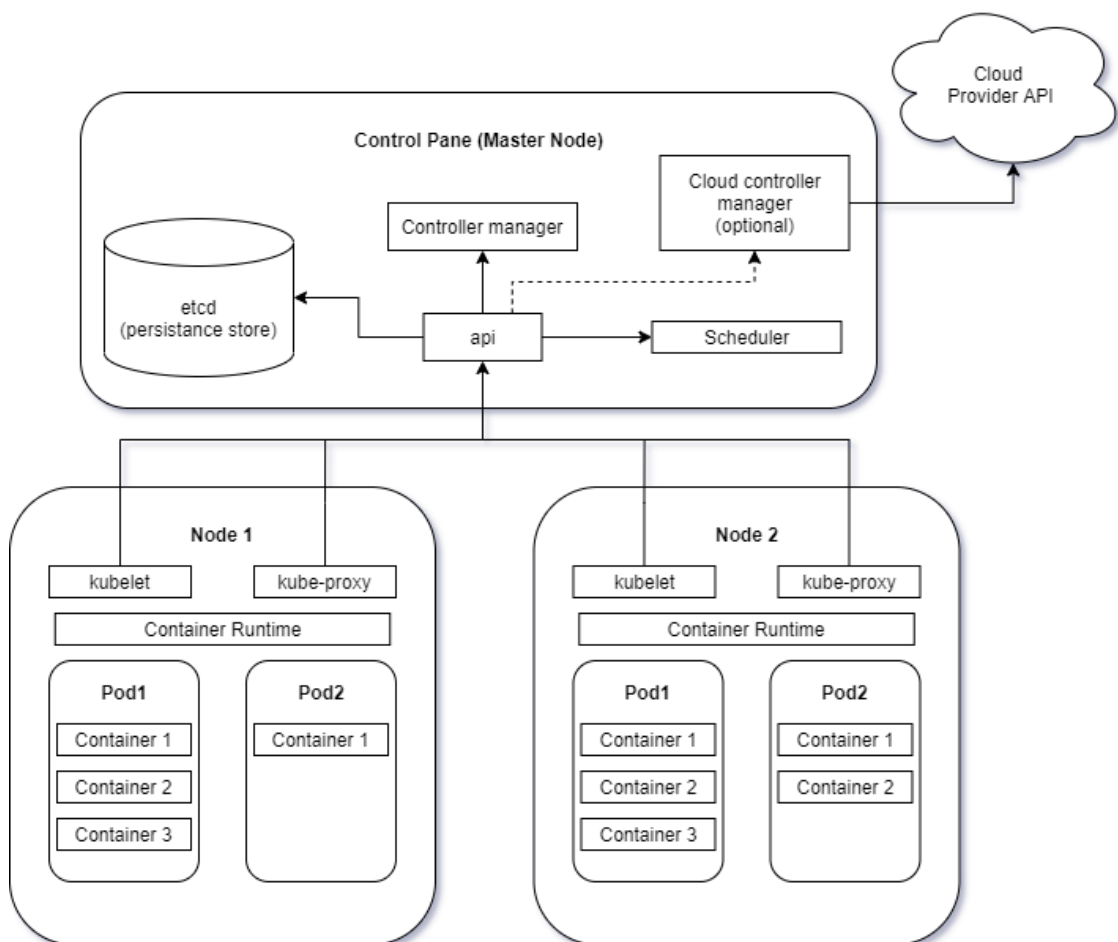 Cloud
Provider API
Control Pane (Master Node)
Cloud controller
manager
(optional)
Controller manager
etcd
(persistance store)
api
Scheduler
Node 1
kubelet
kube-proxy
Container Runtime
Pod1
Container 1
Container 2
Container 3
Pod2
Container 1
Node 2
kubelet
kube-proxy
Container Runtime
Pod1
Container 1
Container 2
Container 3
Pod2
Container 1
Container 2